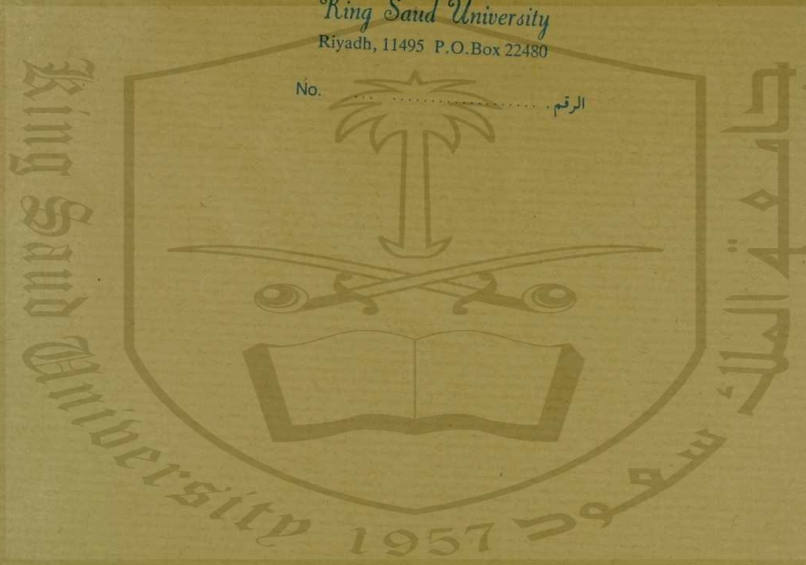 King Saud University
Riyadh, 11495 P.O.Box 22480
No. ... ..................... الرقم.
King Saud University 1957 جامعة الملك سعود